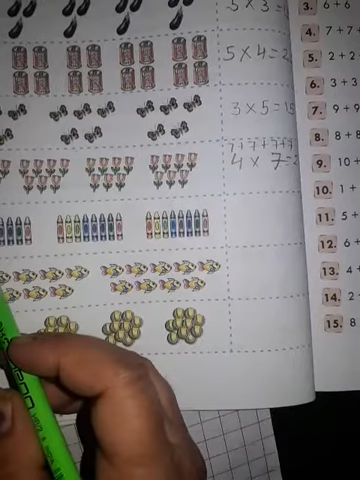 5 × 3 =
5 × 4 = 2
3 × 5 = 15
7+7+7+7
4 × 7 = 2
3. 6 + 6
4. 7 + 7
5. 2 + 2
6. 3 + 3
7. 9 + 9
8. 8 + 8
9. 10 +
10. 1 +
11. 5 +
12. 6 +
13. 4 +
14. 2
15. 8